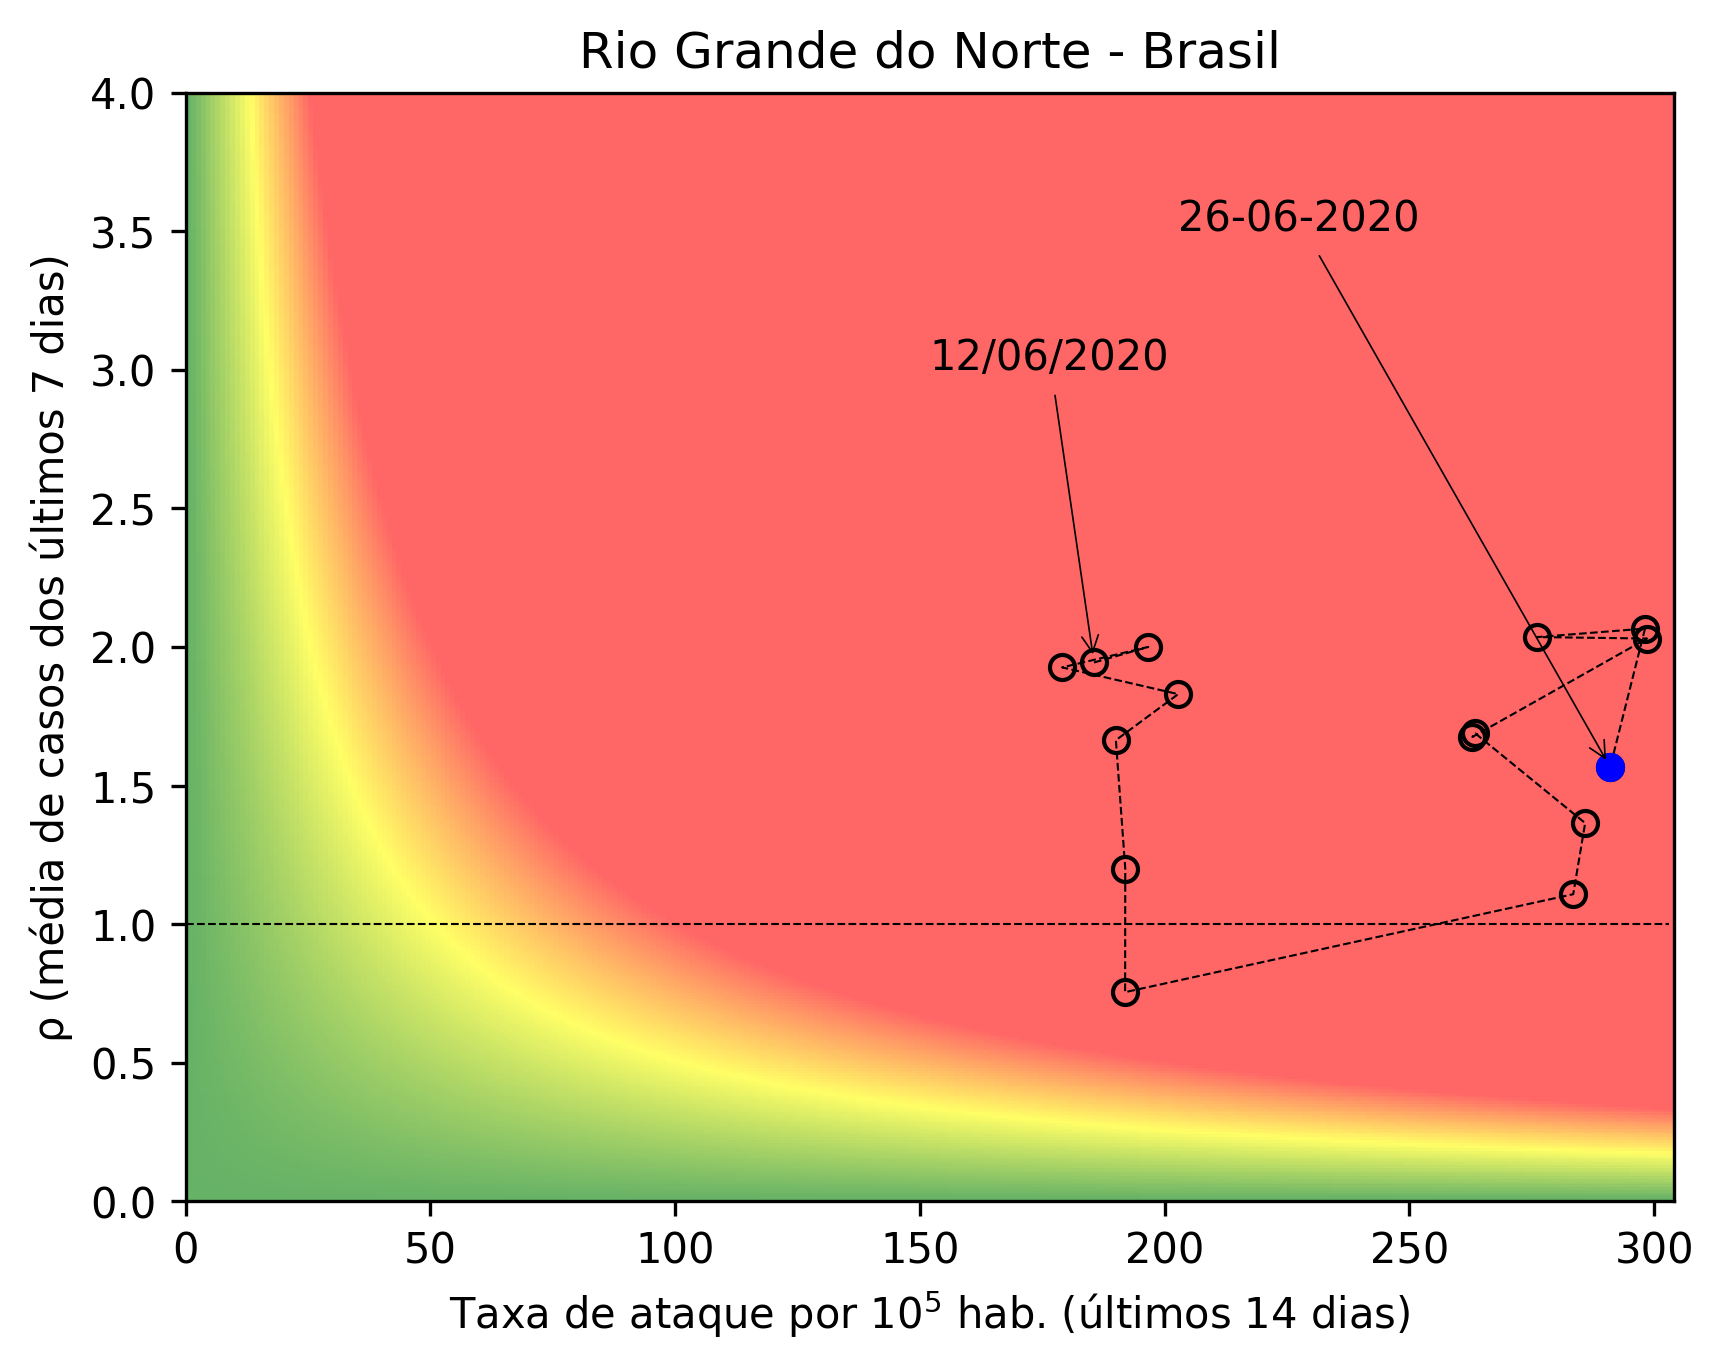 Rio Grande do Norte - Brasil
4.0
3.5
3.0
2.5
2.0
1.5
1.0
0.5
0.0
ρ (média de casos dos últimos 7 dias)
26-06-2020
12/06/2020
0 50 100 150 200 250 300
Taxa de ataque por 10⁵ hab. (últimos 14 dias)